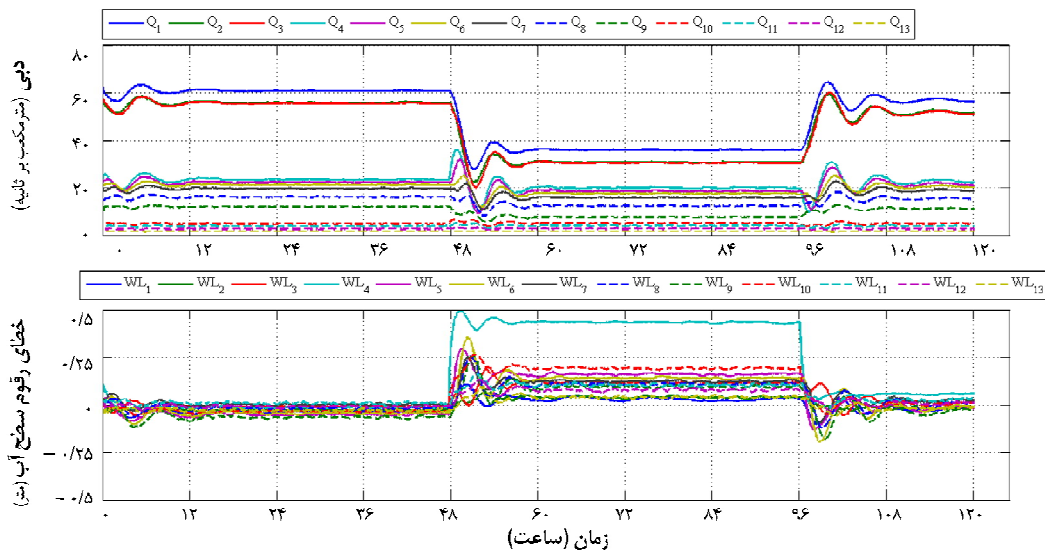 Q1 Q2 Q3 Q4 Q5 Q6 Q7 Q8 Q9 Q10 Q11 Q12 Q13
دبی (مترمکعب بر ثانیه)
۸۰
۶۰
۴۰
۲۰
۰
۰ ۱۲ ۲۴ ۳۶ ۴۸ ۶۰ ۷۲ ۸۴ ۹۶ ۱۰۸ ۱۲۰
WL1 WL2 WL3 WL4 WL5 WL6 WL7 WL8 WL9 WL10 WL11 WL12 WL13
خطای رقوم سطح آب (متر)
۰/۵
۰/۲۵
۰
− ۰/۲۵
− ۰/۵
۰ ۱۲ ۲۴ ۳۶ ۴۸ ۶۰ ۷۲ ۸۴ ۹۶ ۱۰۸ ۱۲۰
زمان (ساعت)